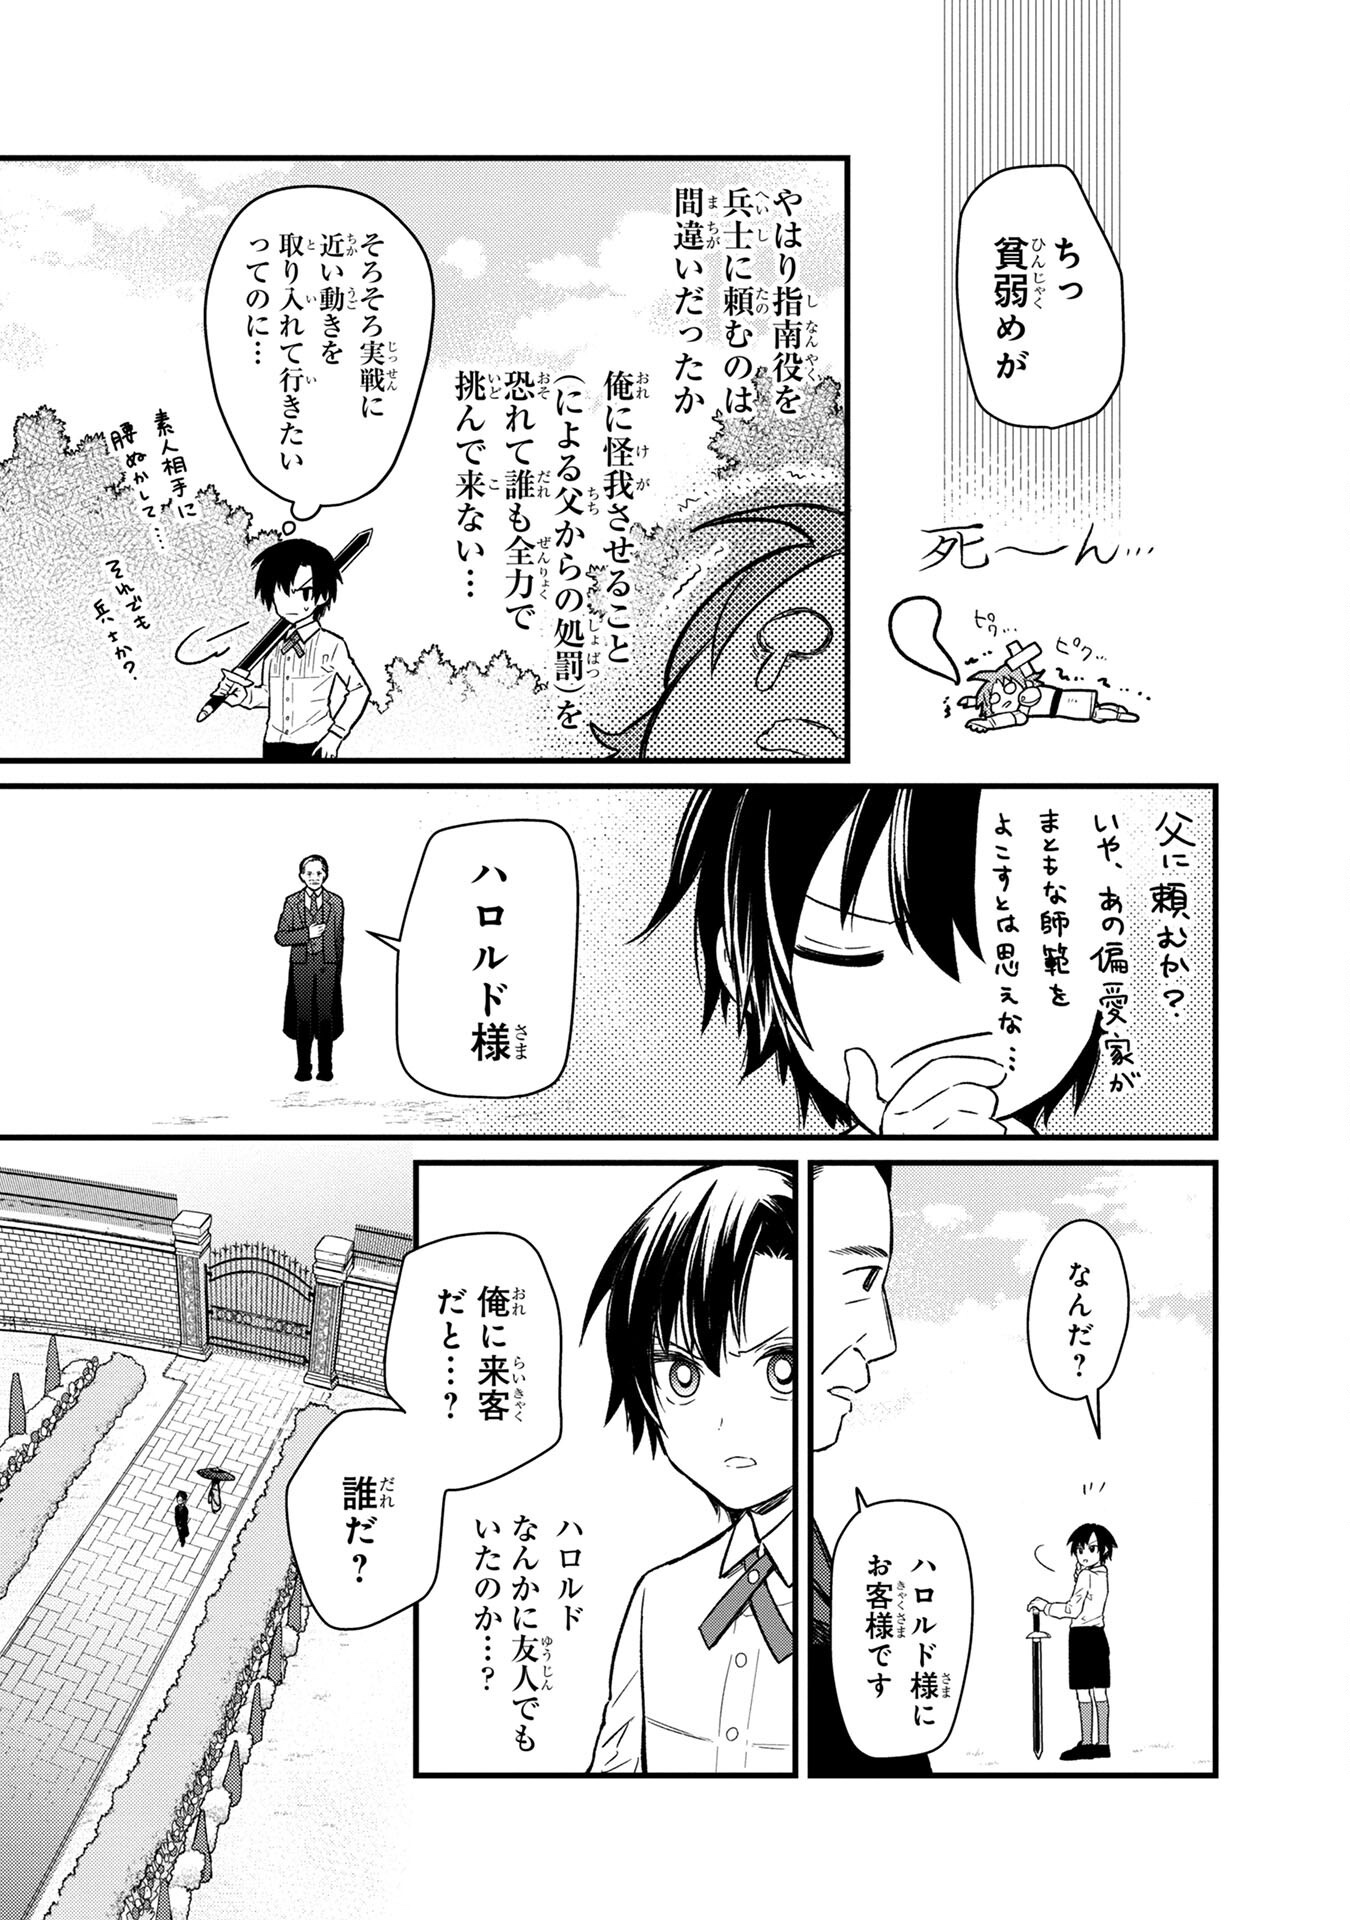 ちっ
貧弱めが
死〜ん…
ピク…
ピク…
やはり指南役を
兵士に頼むのは
間違いだったか
俺に怪我させること
(による父からの処罰)を
恐れて誰も全力で
挑んで来ない…
そろそろ実戦に
近い動きを
取り入れて行きたい
ってのに…
素人相手に
腰ぬかして…
それでも
兵士か?
父に頼むか?
いや、あの偏愛家が
まともな師範を
よこすとは思えな…
ハロルド様
なんだ?
ハロルド様に
お客様です
俺に来客
だと…?
ハロルド
なんかに友人でも
いたのか…?
誰だ?